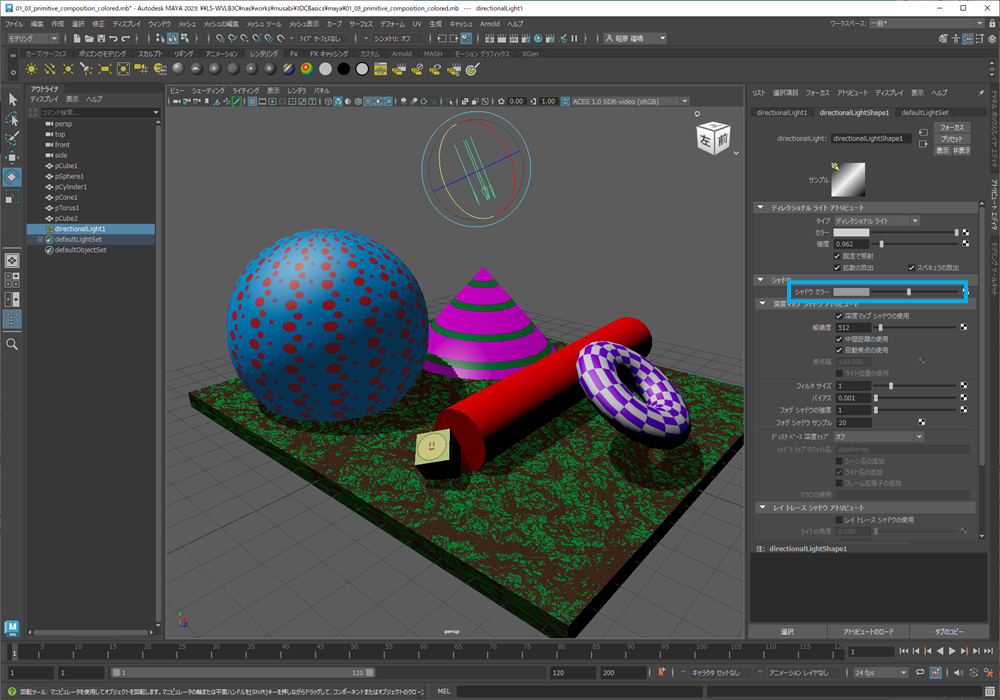 01_03_primitive_composition_colored.mb* - Autodesk MAYA 2023: ¥¥LS-WVLB3C¥nas¥works¥musabi¥3DCBasics¥maya¥01_03_primitive_composition_colored.mb --- directionalLight1
ファイル 編集 作成 選択 修正 ディスプレイ ウィンドウ メッシュ メッシュの編集 メッシュ ツール メッシュ表示 カーブ サーフェス デフォーム UV 生成 キャッシュ Arnold ヘルプ
ワークスペース: 一般*
モデリング
ライブ サーフェスなし
シンメトリ: オフ
カーブ/サーフェス ポリゴンのモデリング スカルプト リギング アニメーション レンダリング Fx FX キャッシング カスタム Arnold MASH モーション グラフィックス XGen
アウトライナ
ディスプレイ 表示 ヘルプ
コマンド検索...
persp
top
front
side
pCube1
pSphere1
pCylinder1
pCone1
pTorus1
pCube2
directionalLight1
defaultLightSet
defaultObjectSet
ビュー シェーディング ライティング 表示 レンダラ パネル
0.00
1.00
ACES 1.0 SDR-video (sRGB)
左
前
persp
リスト 選択項目 フォーカス アトリビュート ディスプレイ 表示 ヘルプ
directionalLight1 directionalLightShape1 defaultLightSet
directionalLight: directionalLightShape1
フォーカス
プリセット
表示 非表示
サンプル
ディレクショナル ライト アトリビュート
タイプ ディレクショナル ライト
カラー
強度 0.962
既定で照射
拡散の放出
スペキュラの放出
シャドウ
シャドウ カラー
深度マップ シャドウ アトリビュート
深度マップ シャドウの使用
解像度 512
中間距離の使用
自動焦点の使用
焦点幅 100.000
ライト位置の使用
フィルタ サイズ 1
バイアス 0.001
フォグ シャドウの強度 1
フォグ シャドウ サンプル 20
ディスク ベース 深度マップ オフ
シャドウ マップのファイル名 depthmap
シーン名の追加
ライト名の追加
フレーム拡張子の追加
マクロの使用
レイ トレース シャドウ アトリビュート
レイ トレース シャドウの使用
ライトの角度 0.000
注: directionalLightShape1
選択
アトリビュートのロード
タブのコピー
1 5 10 15 20 25 30 35 40 45 50 55 60 65 70 75 80 85 90 95 100 105 110 115 120
1
1
1
1
120
120
200
キャラクタ セットなし
アニメーション レイヤなし
24 fps
回転ツール: マニピュレータを使用してオブジェクトを回転します。マニピュレータの軸または平面ハンドルを[Shift]キーを押しながらドラッグして、コンポーネントまたはオブジェクトのクロー
MEL